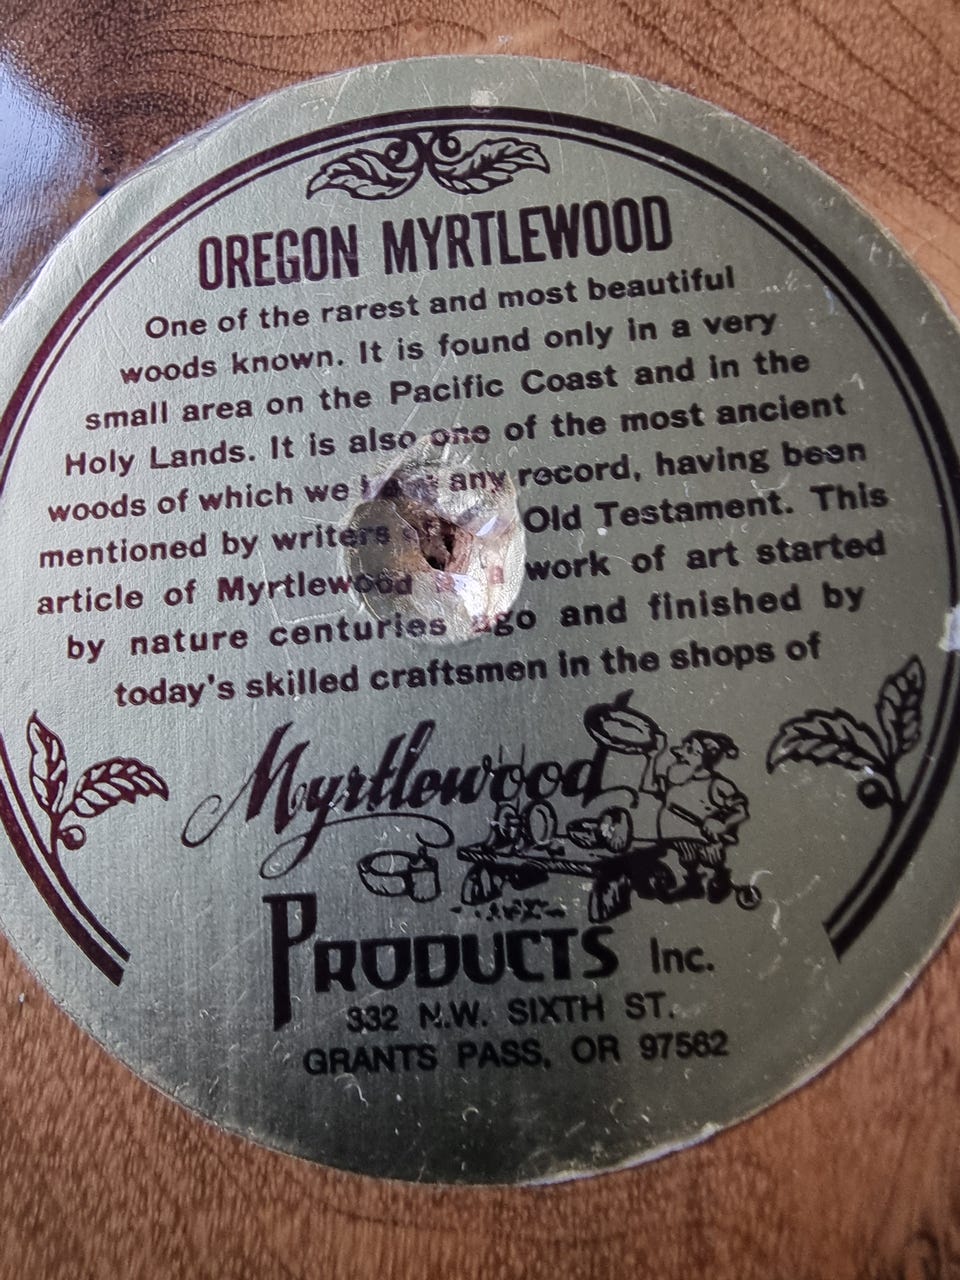 OREGON MYRTLEWOOD
One of the rarest and most beautiful
woods known. It is found only in a very
small area on the Pacific Coast and in the
Holy Lands. It is also one of the most ancient
woods of which we any record, having been
mentioned by writers Old Testament. This
article of Myrtlewood a work of art started
by nature centuries ago and finished by
today's skilled craftsmen in the shops of
Myrtlewood
PRODUCTS Inc.
332 N.W. SIXTH ST.
GRANTS PASS, OR 97562